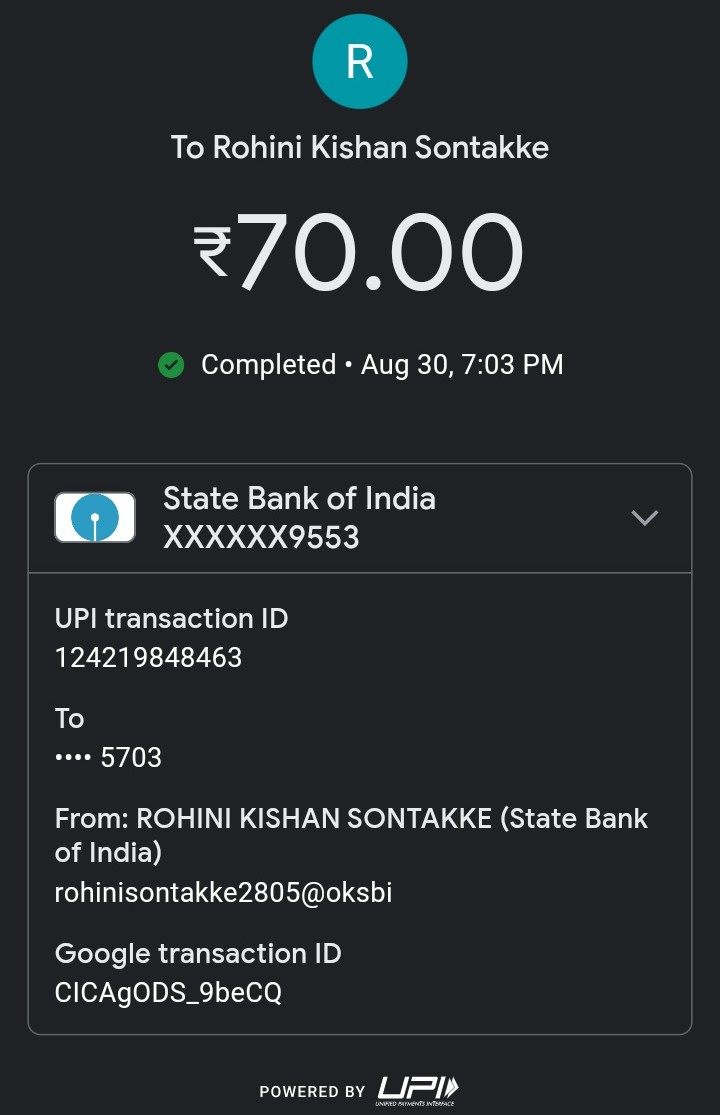 R
To Rohini Kishan Sontakke
₹70.00
Completed • Aug 30, 7:03 PM
State Bank of India
XXXXXX9553
UPI transaction ID
124219848463
To
•••• 5703
From: ROHINI KISHAN SONTAKKE (State Bank
of India)
rohinisontakke2805@oksbi
Google transaction ID
CICAgODS_9beCQ
POWERED BY UPI
UNIFIED PAYMENTS INTERFACE